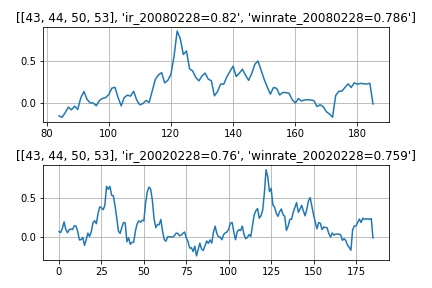 [[43, 44, 50, 53], 'ir_20080228=0.82', 'winrate_20080228=0.786']
0.5
0.0
80 100 120 140 160 180
[[43, 44, 50, 53], 'ir_20020228=0.76', 'winrate_20020228=0.759']
0.5
0.0
0 25 50 75 100 125 150 175